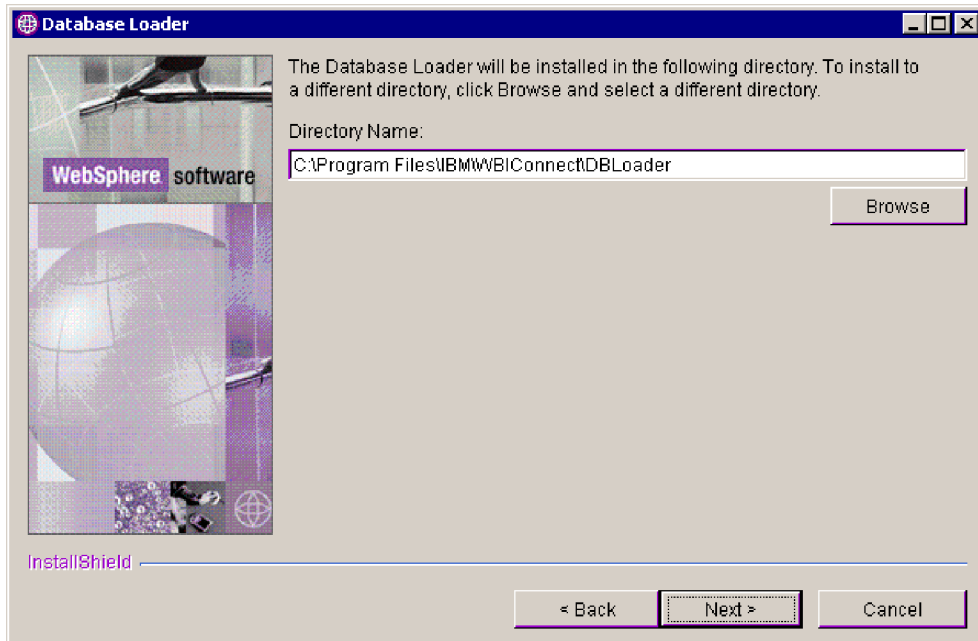 Database Loader
The Database Loader will be installed in the following directory. To install to
a different directory, click Browse and select a different directory.
Directory Name:
C:\Program Files\IBM\WBIConnect\DBLoader
WebSphere software
Browse
InstallShield
< Back
Next >
Cancel